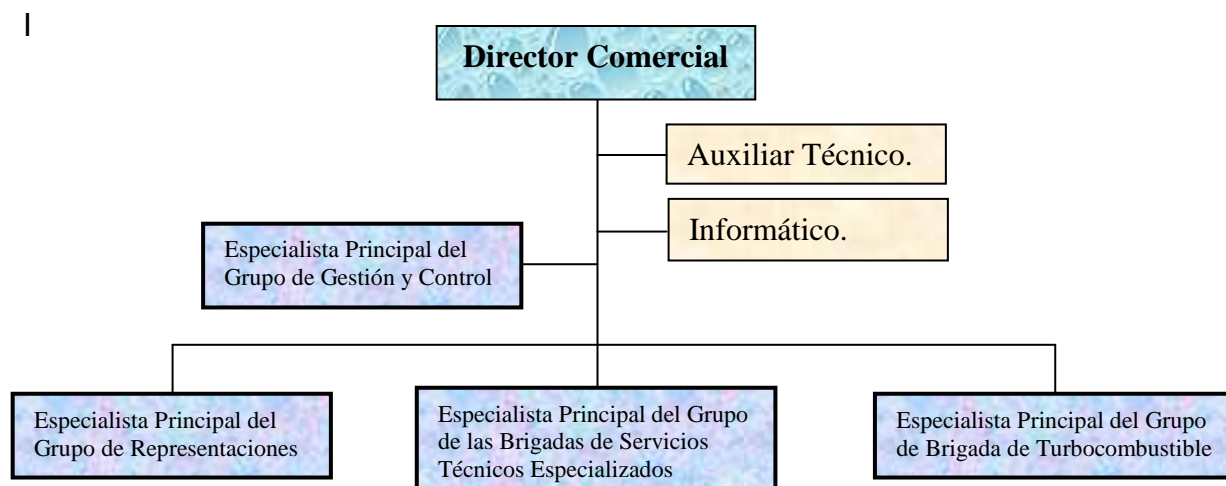 I
Director Comercial
Auxiliar Técnico.
Informático.
Especialista Principal del
Grupo de Gestión y Control
Especialista Principal del
Grupo de Representaciones
Especialista Principal del Grupo
de las Brigadas de Servicios
Técnicos Especializados
Especialista Principal del Grupo
de Brigada de Turbocombustible